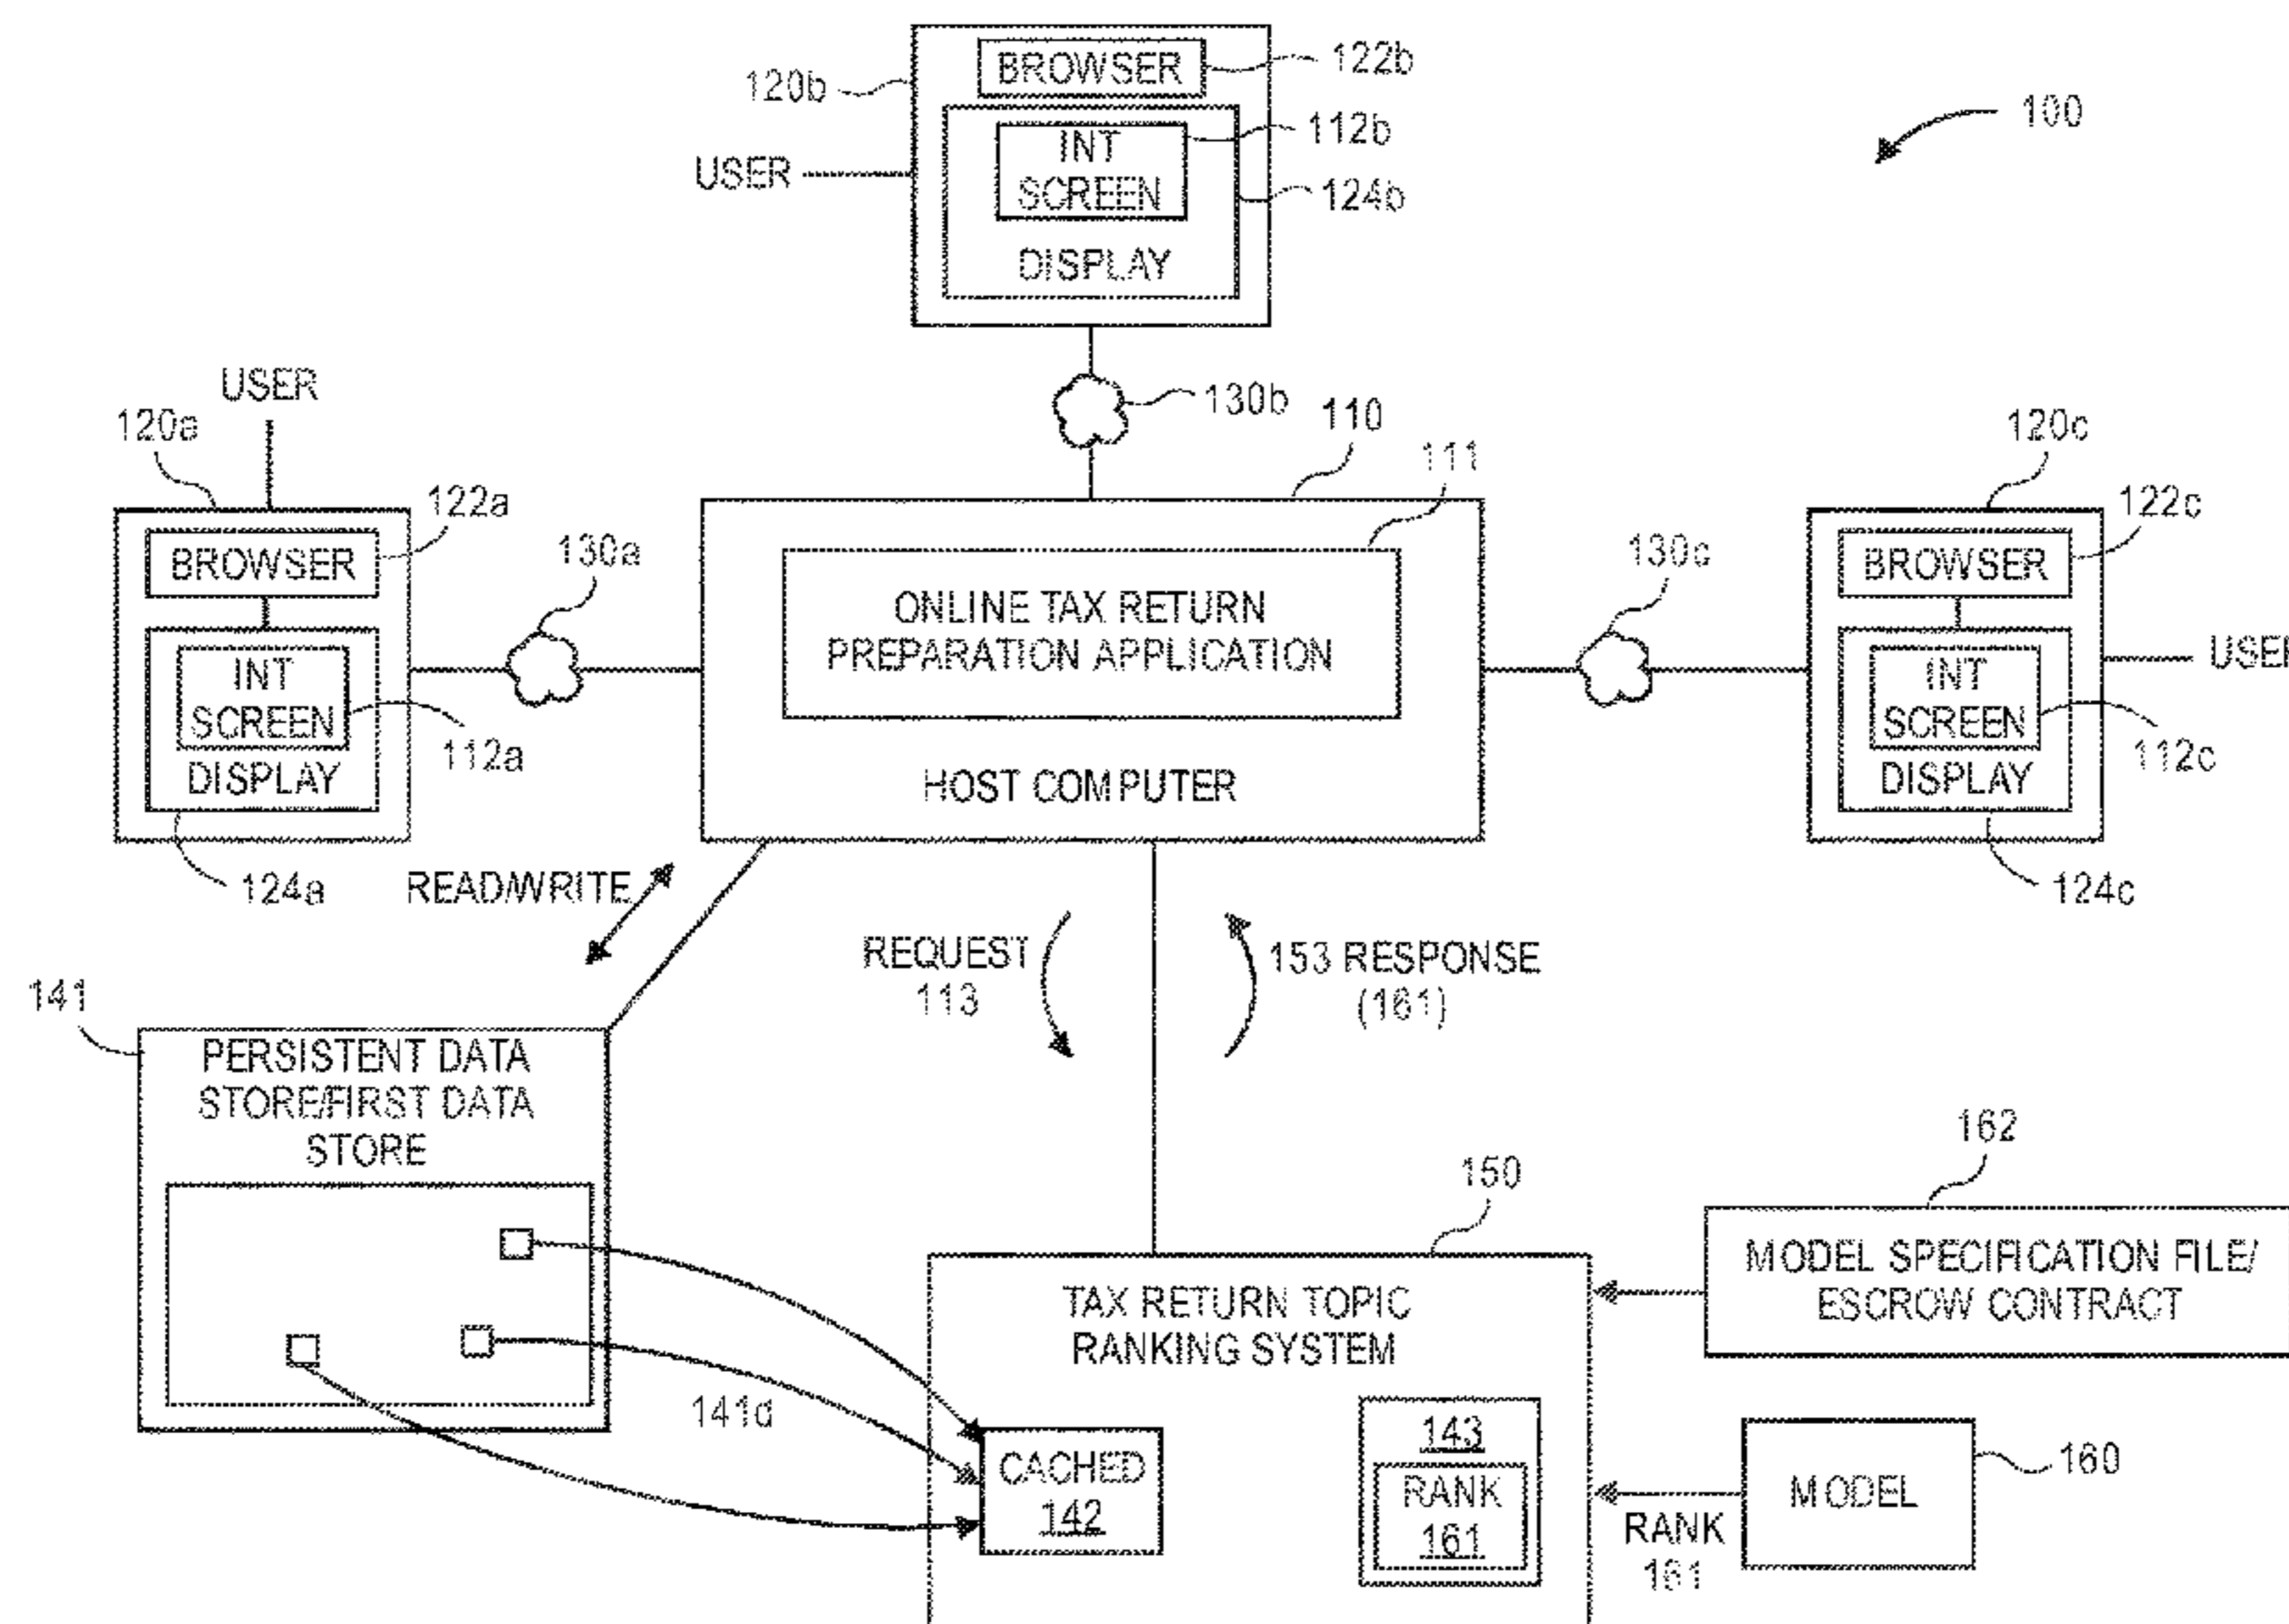 BROWSER
122b
120b
100
INT
SCREEN
112b
USER
124b
DISPLAY
USER
130b
110
120a
120c
111
122a
122c
130a
130c
BROWSER
ONLINE TAX RETURN
PREPARATION APPLICATION
BROWSER
INT
SCREEN
112a
DISPLAY
HOST COMPUTER
INT
SCREEN
112c
DISPLAY
USER
124a
READ/WRITE
124c
REQUEST
113
153 RESPONSE
(161)
141
PERSISTENT DATA
STORE/FIRST DATA
STORE
162
150
MODEL SPECIFICATION FILE/
ESCROW CONTRACT
TAX RETURN TOPIC
RANKING SYSTEM
141d
CACHED
142
143
RANK
161
MODEL
160
RANK
161